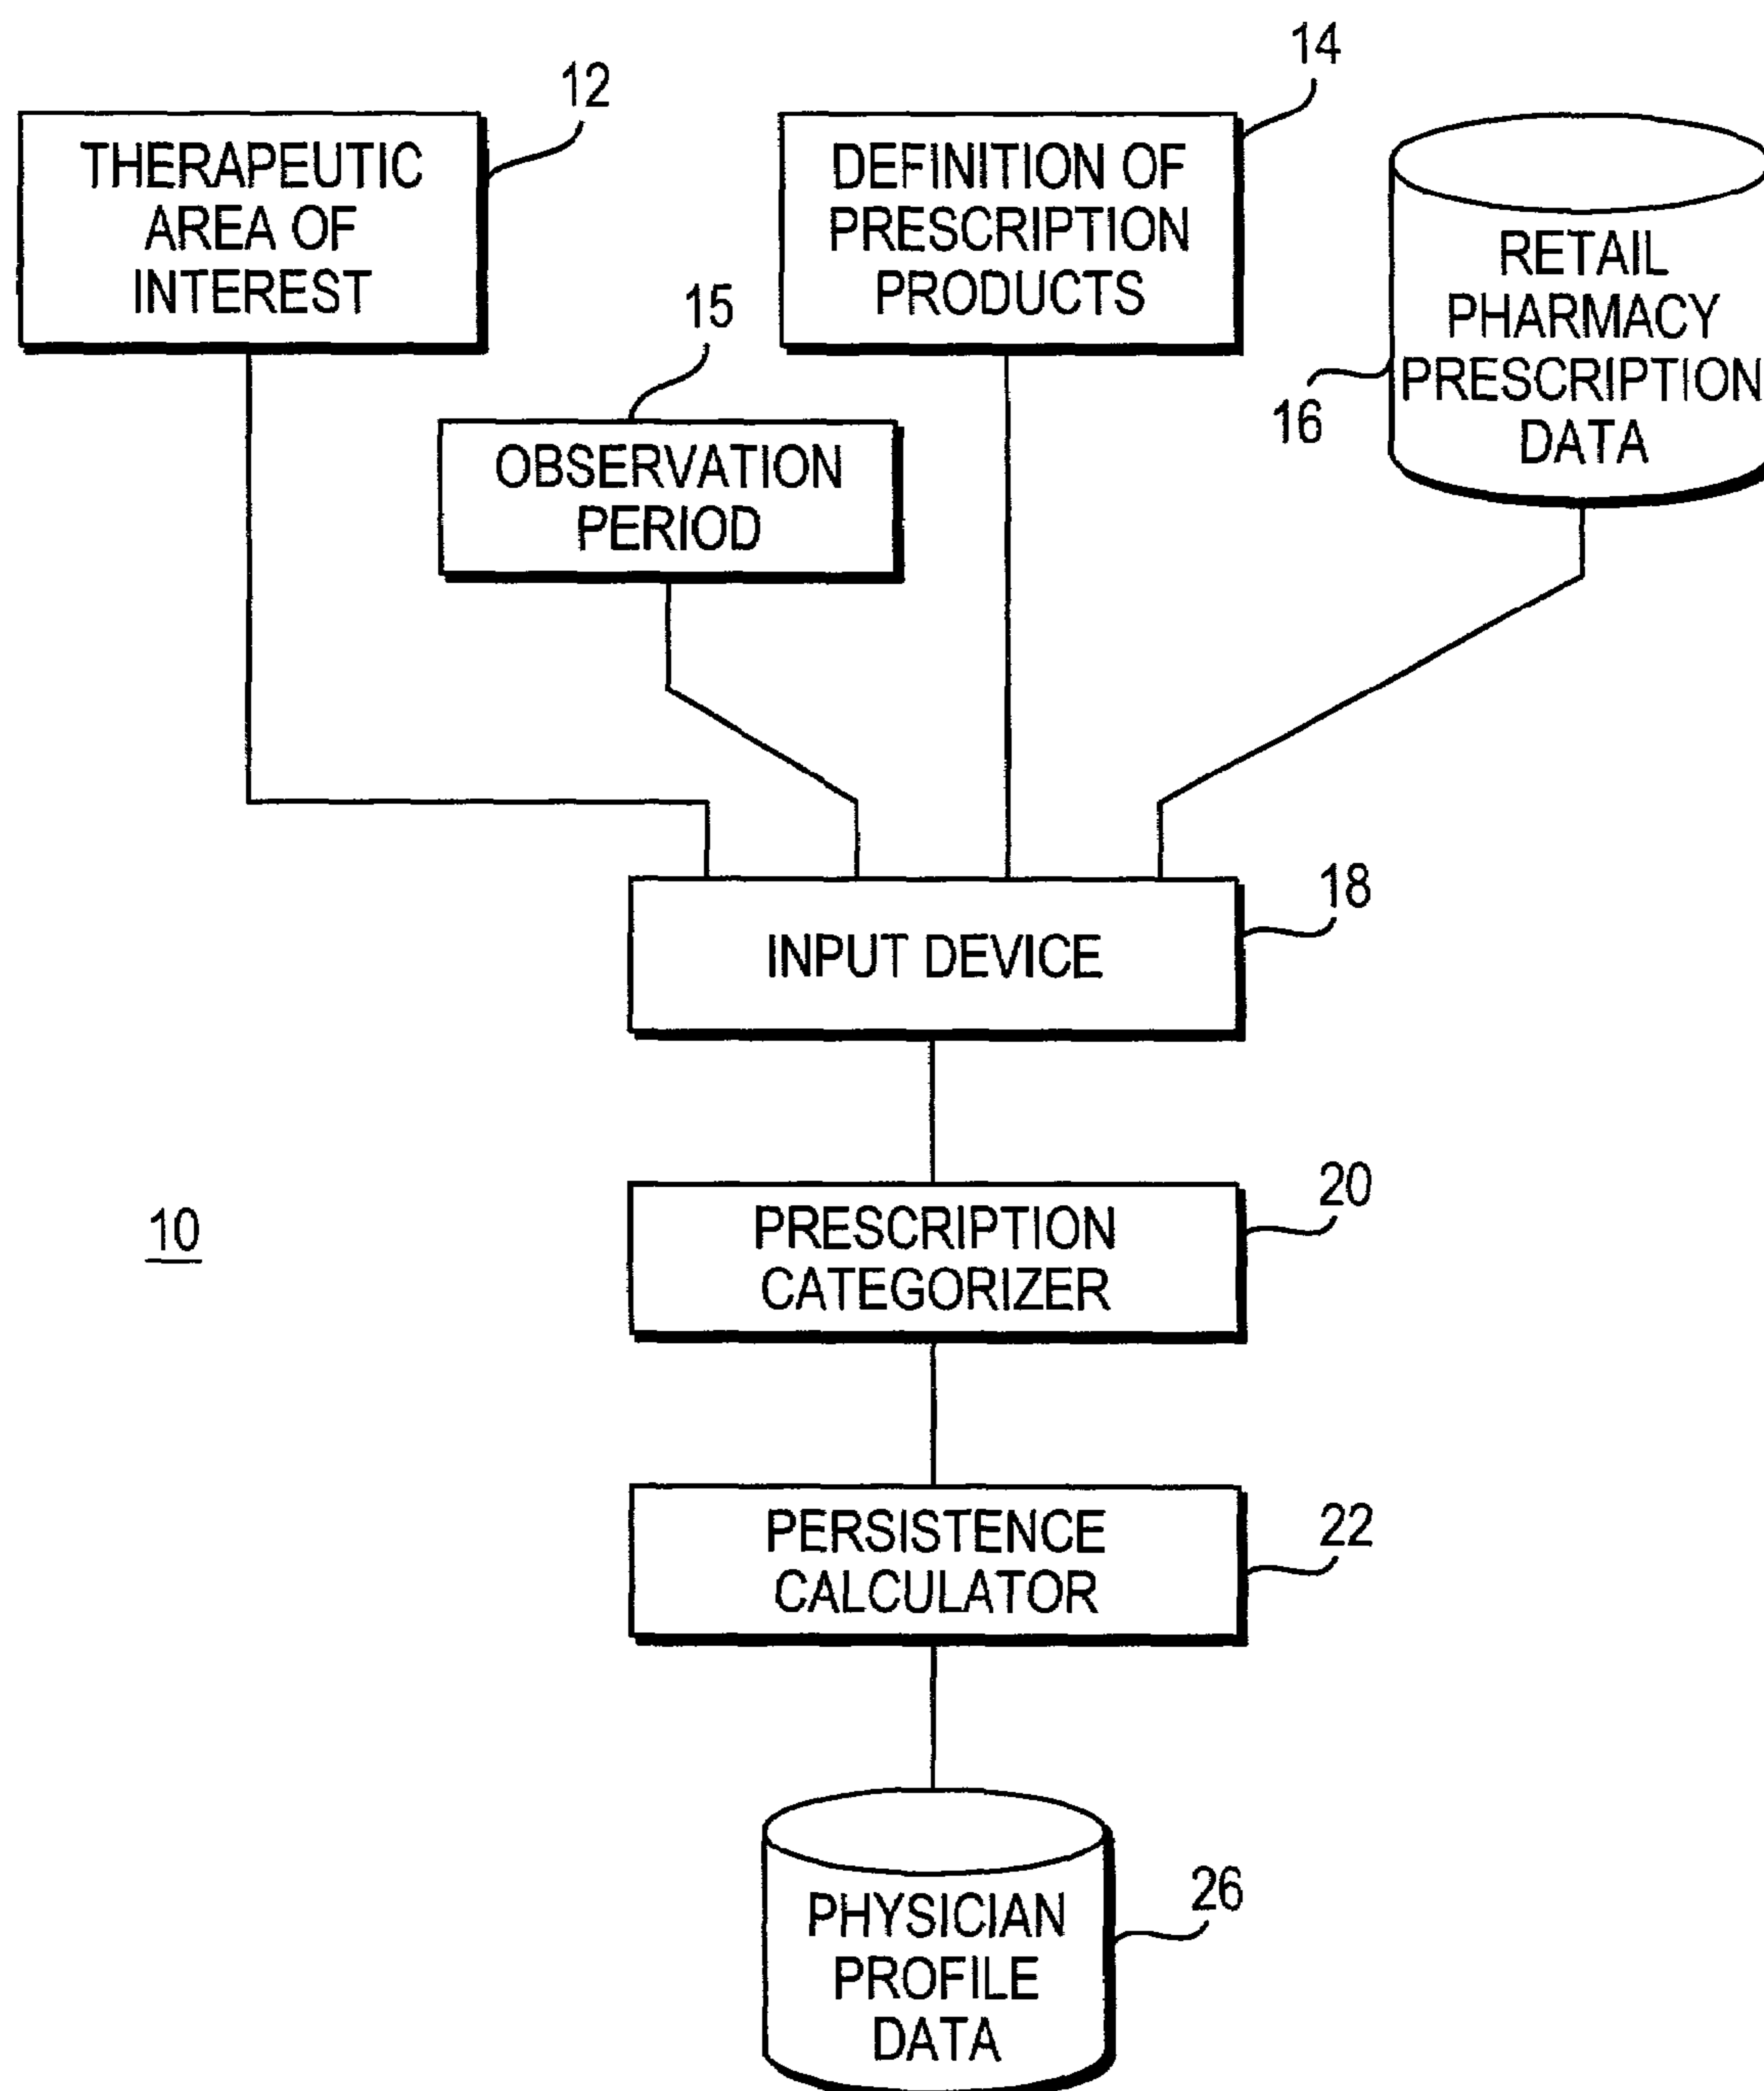 12
THERAPEUTIC
AREA OF
INTEREST
14
DEFINITION OF
PRESCRIPTION
PRODUCTS
RETAIL
PHARMACY
PRESCRIPTION
DATA
16
15
OBSERVATION
PERIOD
18
INPUT DEVICE
10
20
PRESCRIPTION
CATEGORIZER
22
PERSISTENCE
CALCULATOR
26
PHYSICIAN
PROFILE
DATA